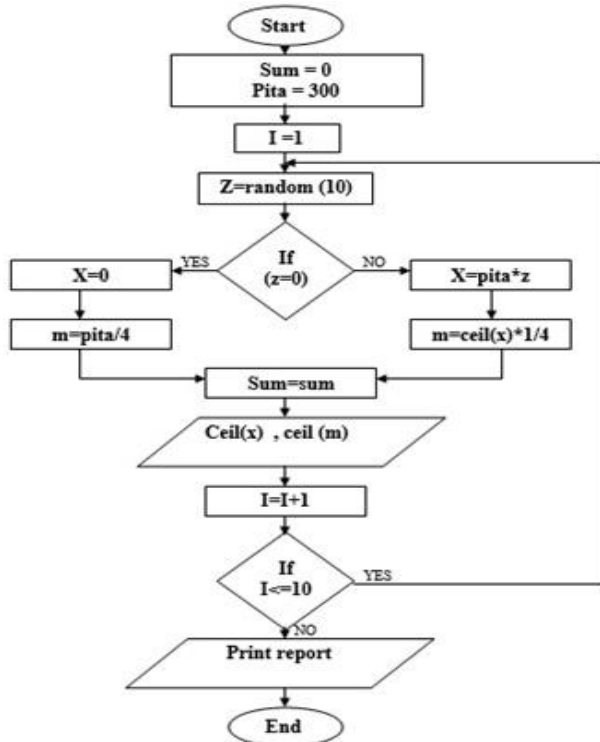 Start
Sum = 0
Pita = 300
I =1
Z=random (10)
If
(z=0)
YES
NO
X=0
X=pita*z
m=pita/4
m=ceil(x)*1/4
Sum=sum
Ceil(x) , ceil (m)
I=I+1
If
I<=10
YES
NO
Print report
End